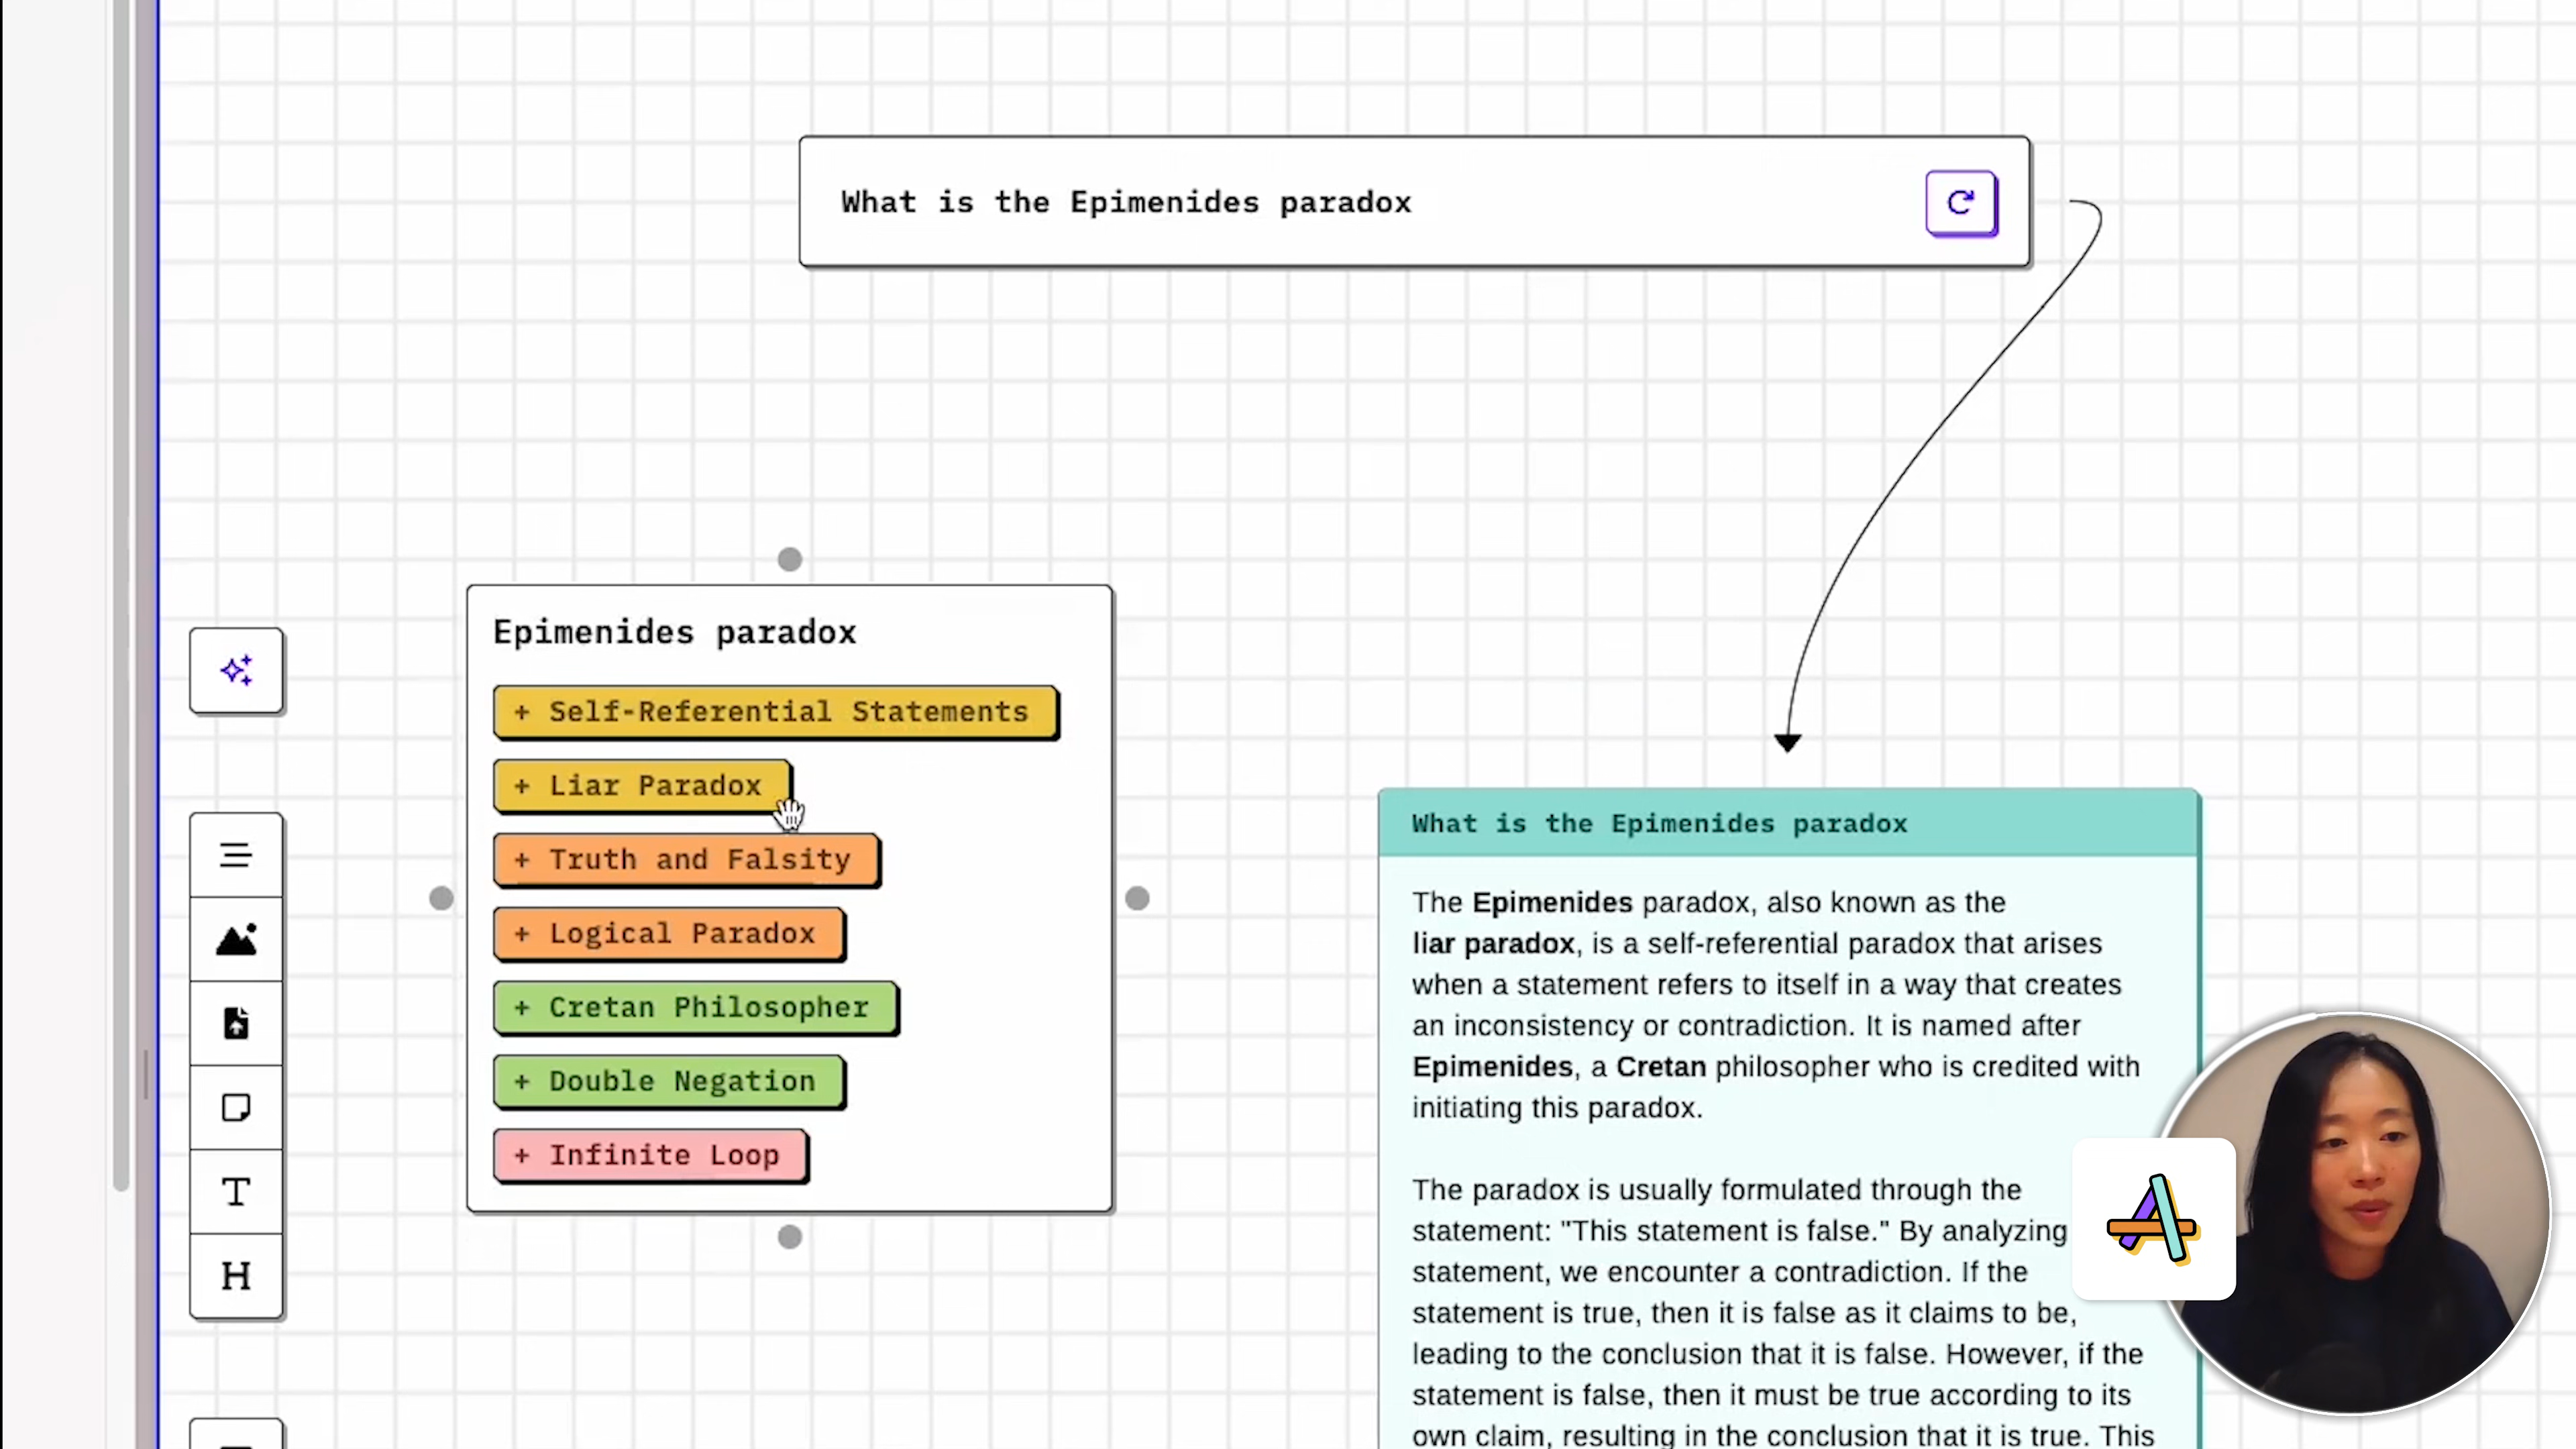 What is the Epimenides paradox
Epimenides paradox
+ Self-Referential Statements
+ Liar Paradox
+ Truth and Falsity
+ Logical Paradox
+ Cretan Philosopher
+ Double Negation
+ Infinite Loop
T
H
What is the Epimenides paradox
The Epimenides paradox, also known as the
liar paradox, is a self-referential paradox that arises
when a statement refers to itself in a way that creates
an inconsistency or contradiction. It is named after
Epimenides, a Cretan philosopher who is credited with
initiating this paradox.
The paradox is usually formulated through the
statement: "This statement is false." By analyzing
statement, we encounter a contradiction. If the
statement is true, then it is false as it claims to be,
leading to the conclusion that it is false. However, if the
statement is false, then it must be true according to its
own claim, resulting in the conclusion that it is true. This